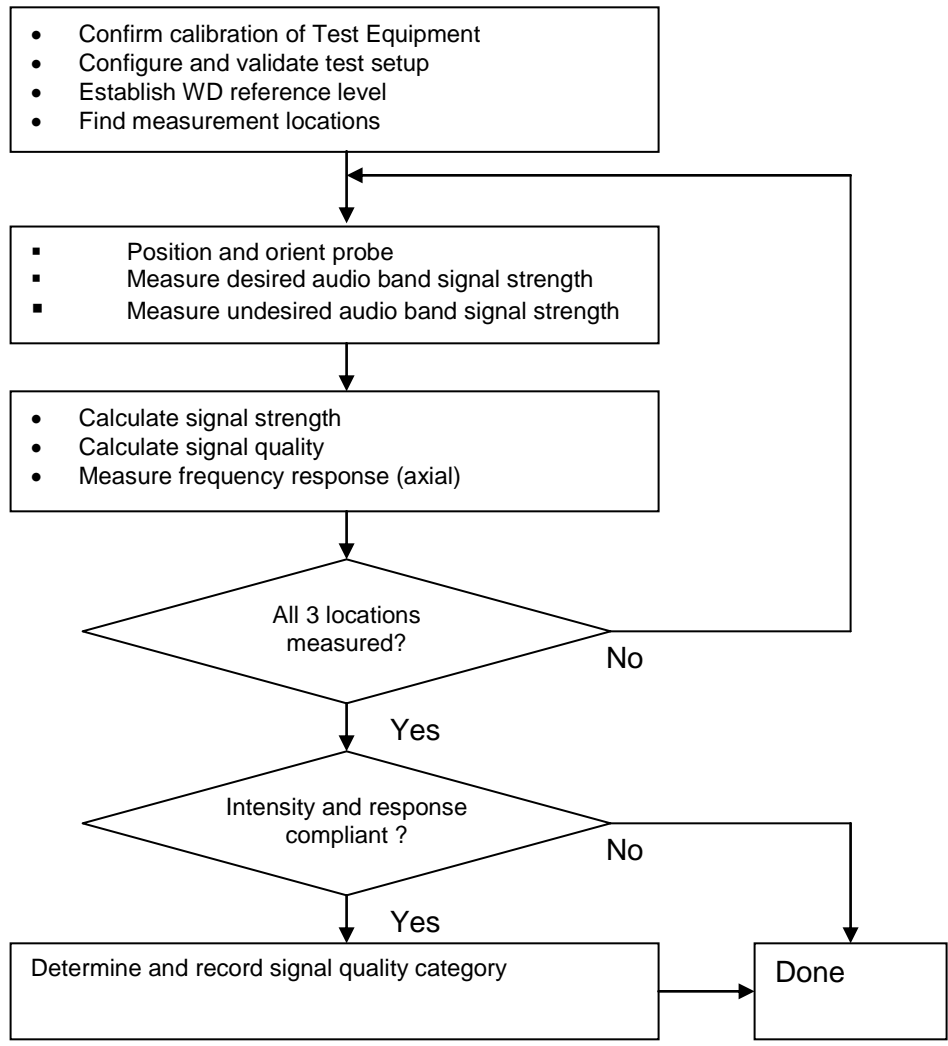 • Confirm calibration of Test Equipment
• Configure and validate test setup
• Establish WD reference level
• Find measurement locations
▪ Position and orient probe
▪ Measure desired audio band signal strength
▪ Measure undesired audio band signal strength
• Calculate signal strength
• Calculate signal quality
• Measure frequency response (axial)
All 3 locations
measured?
No
Yes
Intensity and response
compliant ?
No
Yes
Determine and record signal quality category
Done